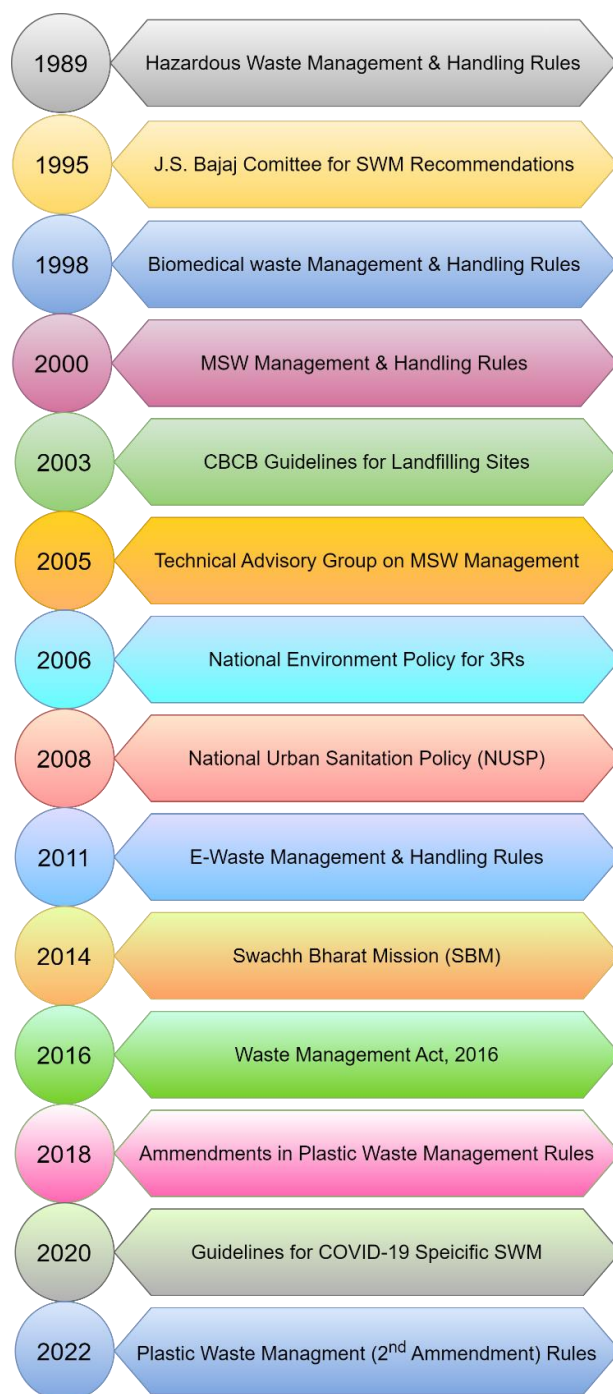 1989
Hazardous Waste Management & Handling Rules
1995
J.S. Bajaj Comittee for SWM Recommendations
1998
Biomedical waste Management & Handling Rules
2000
MSW Management & Handling Rules
2003
CBCB Guidelines for Landfilling Sites
2005
Technical Advisory Group on MSW Management
2006
National Environment Policy for 3Rs
2008
National Urban Sanitation Policy (NUSP)
2011
E-Waste Management & Handling Rules
2014
Swachh Bharat Mission (SBM)
2016
Waste Management Act, 2016
2018
Ammendments in Plastic Waste Management Rules
2020
Guidelines for COVID-19 Speicific SWM
2022
Plastic Waste Managment (2nd Ammendment) Rules